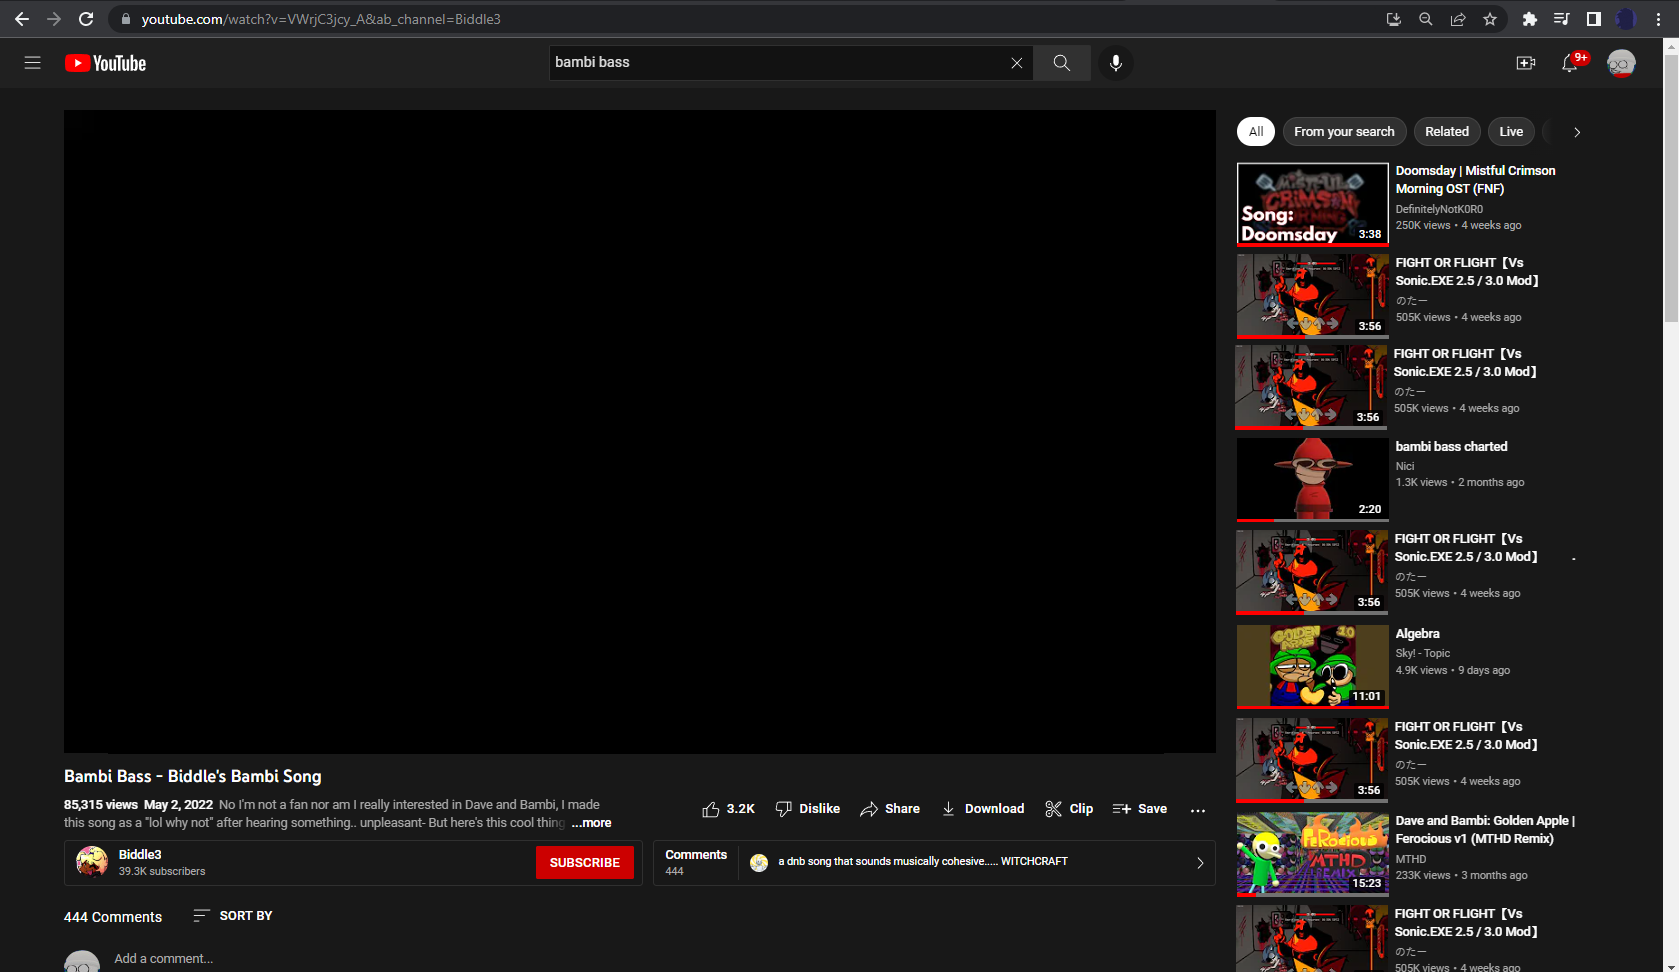 youtube.com/watch?v=VWrjC3jcy_A&ab_channel=Biddle3
YouTube
bambi bass
9+
All
From your search
Related
Live
MISTFUL
CRIMSON
MORNING
Song:
Doomsday
3:38
Doomsday | Mistful Crimson
Morning OST (FNF)
DefinitelyNotK0R0
250K views • 4 weeks ago
3:56
FIGHT OR FLIGHT【Vs
Sonic.EXE 2.5 / 3.0 Mod】
のたー
505K views • 4 weeks ago
3:56
FIGHT OR FLIGHT【Vs
Sonic.EXE 2.5 / 3.0 Mod】
のたー
505K views • 4 weeks ago
2:20
bambi bass charted
Nici
1.3K views • 2 months ago
3:56
FIGHT OR FLIGHT【Vs
Sonic.EXE 2.5 / 3.0 Mod】
のたー
505K views • 4 weeks ago
GOLDEN
APPLE
11:01
Algebra
Sky! - Topic
4.9K views • 9 days ago
3:56
FIGHT OR FLIGHT【Vs
Sonic.EXE 2.5 / 3.0 Mod】
のたー
505K views • 4 weeks ago
FEROCIOUS
MTHD
REMIX
15:23
Dave and Bambi: Golden Apple |
Ferocious v1 (MTHD Remix)
MTHD
233K views • 3 months ago
FIGHT OR FLIGHT【Vs
Sonic.EXE 2.5 / 3.0 Mod】
のたー
505K views • 4 weeks ago
Bambi Bass - Biddle's Bambi Song
85,315 views May 2, 2022 No I'm not a fan nor am I really interested in Dave and Bambi, I made
this song as a "lol why not" after hearing something.. unpleasant- But here's this cool thing ...more
3.2K
Dislike
Share
Download
Clip
Save
Biddle3
39.3K subscribers
SUBSCRIBE
Comments
444
a dnb song that sounds musically cohesive..... WITCHCRAFT
444 Comments
SORT BY
Add a comment...